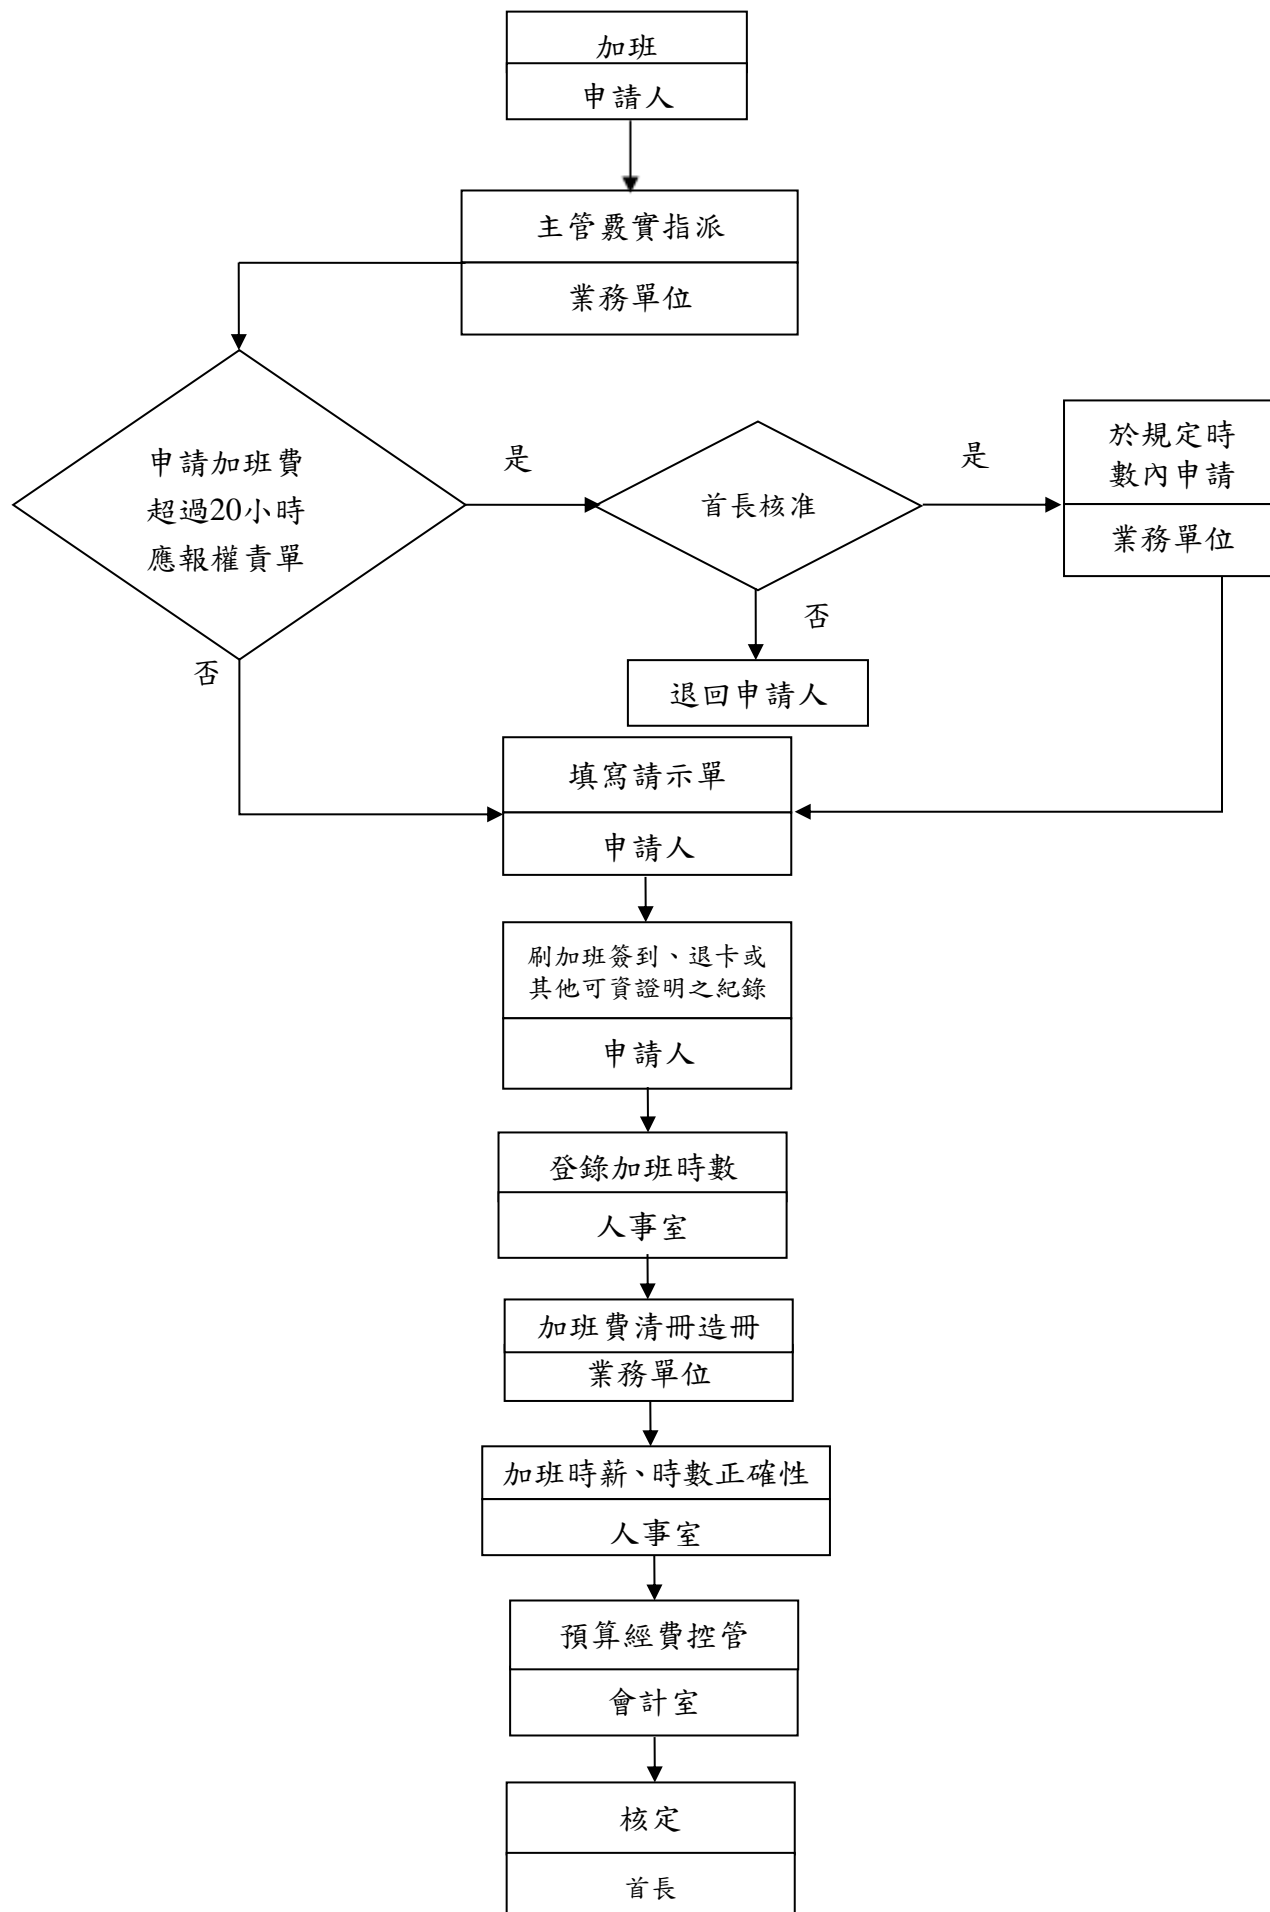 加班
申請人
主管覈實指派
業務單位
申請加班費
超過20小時
應報權責單
是
首長核准
是
於規定時
數內申請
業務單位
否
否
退回申請人
填寫請示單
申請人
刷加班簽到、退卡或
其他可資證明之紀錄
申請人
登錄加班時數
人事室
加班費清冊造冊
業務單位
加班時薪、時數正確性
人事室
預算經費控管
會計室
核定
首長